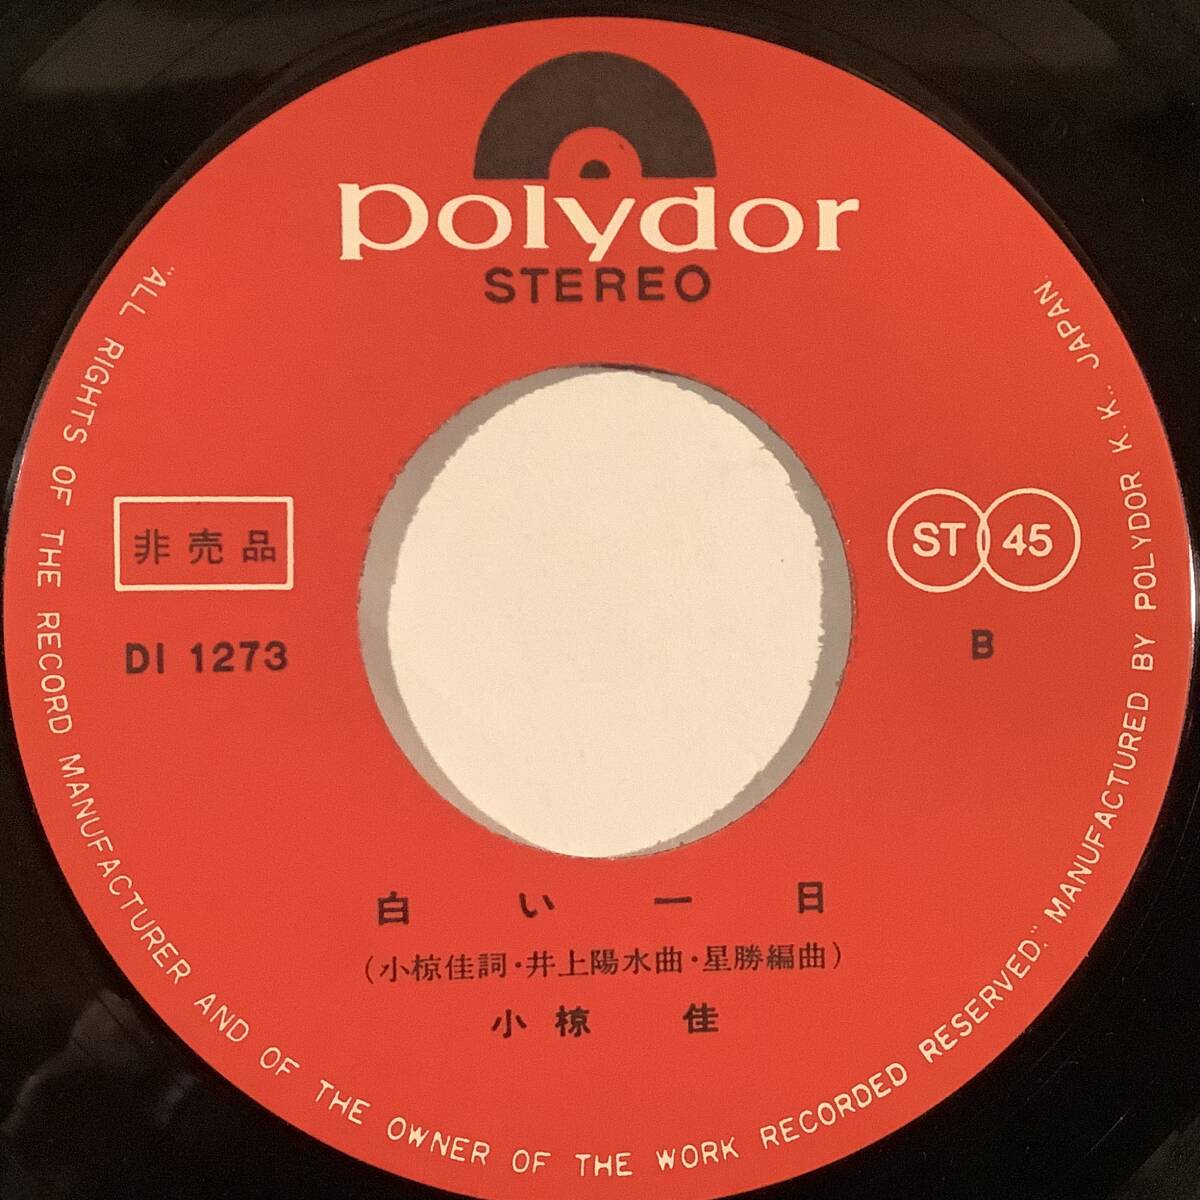 polydor
STEREO
非売品
DI 1273
ST 45
B
白い一日
(小椋佳詞・井上陽水曲・星勝編曲)
小椋 佳
"ALL RIGHTS OF THE RECORD MANUFACTURER AND OF THE OWNER OF THE WORK RECORDED RESERVED." MANUFACTURED BY POLYDOR K.K., JAPAN.